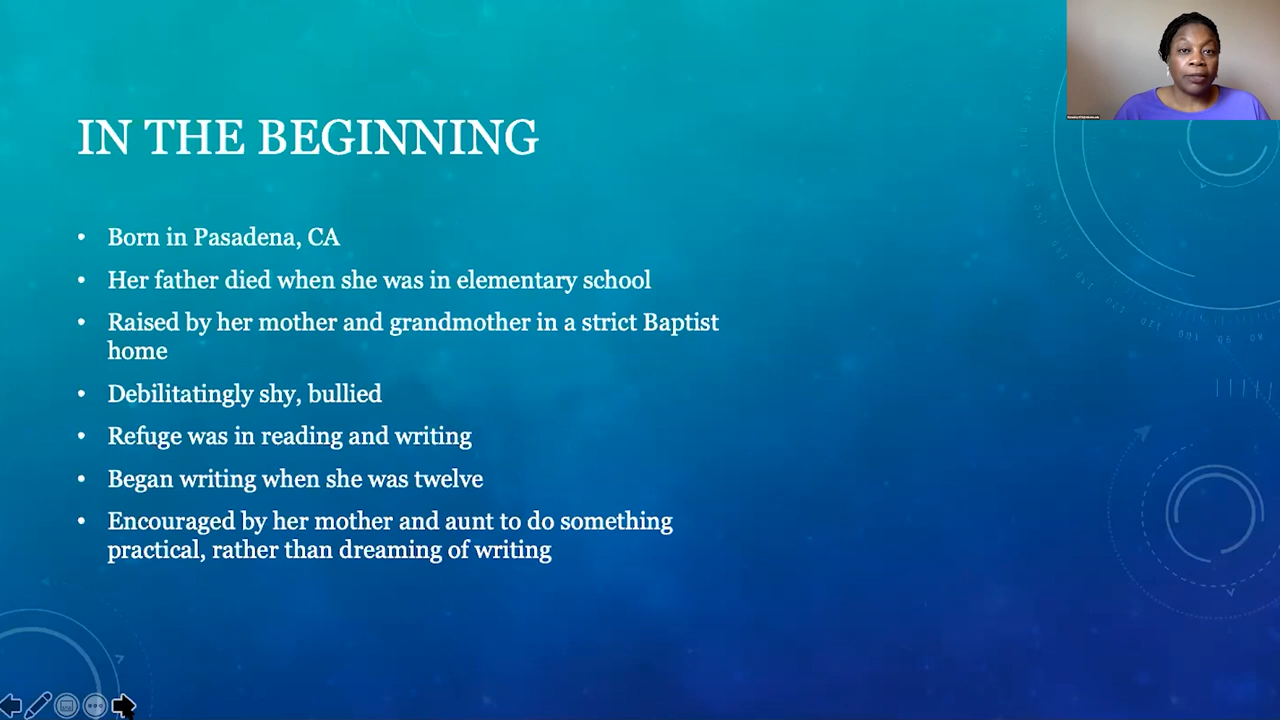 IN THE BEGINNING
• Born in Pasadena, CA
• Her father died when she was in elementary school
• Raised by her mother and grandmother in a strict Baptist
home
• Debilitatingly shy, bullied
• Refuge was in reading and writing
• Began writing when she was twelve
• Encouraged by her mother and aunt to do something
practical, rather than dreaming of writing